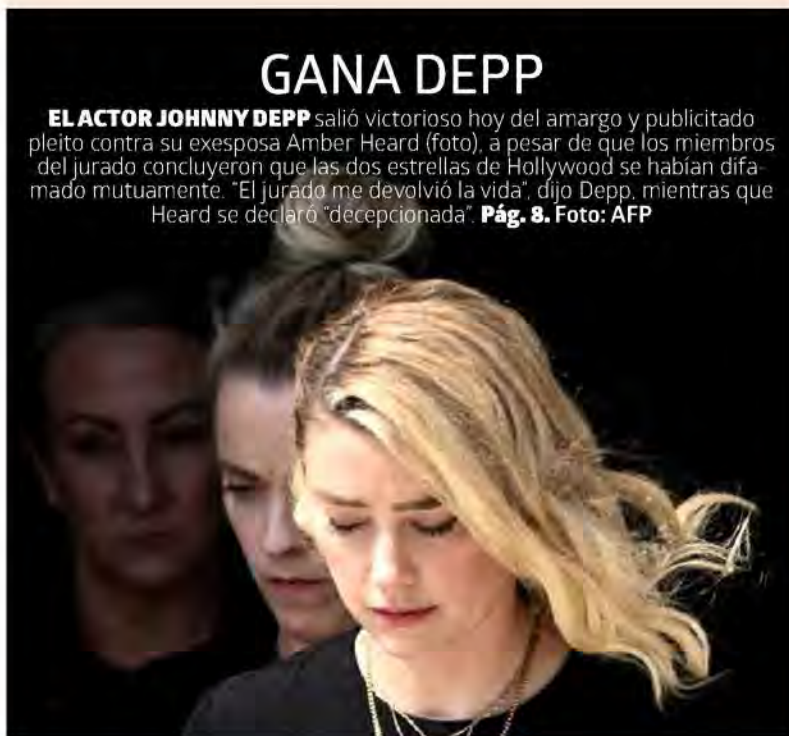 GANA DEPP
EL ACTOR JOHNNY DEPP salió victorioso hoy del amargo y publicitado
pleito contra su exesposa Amber Heard (foto), a pesar de que los miembros
del jurado concluyeron que las dos estrellas de Hollywood se habían difa-
mado mutuamente. "El jurado me devolvió la vida", dijo Depp, mientras que
Heard se declaró "decepcionada". Pág. 8. Foto: AFP